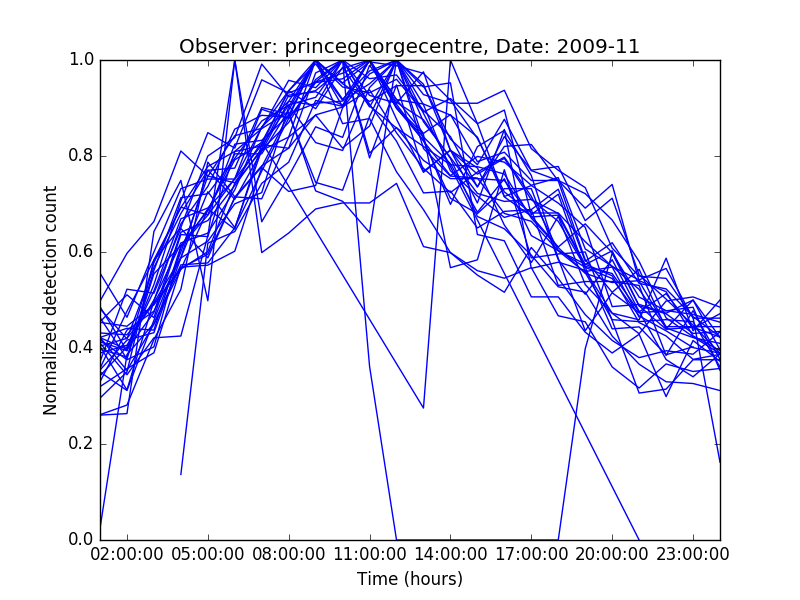 Observer: princegeorgecentre, Date: 2009-11
Normalized detection count
1.0
0.8
0.6
0.4
0.2
0.0
02:00:00 05:00:00 08:00:00 11:00:00 14:00:00 17:00:00 20:00:00 23:00:00
Time (hours)